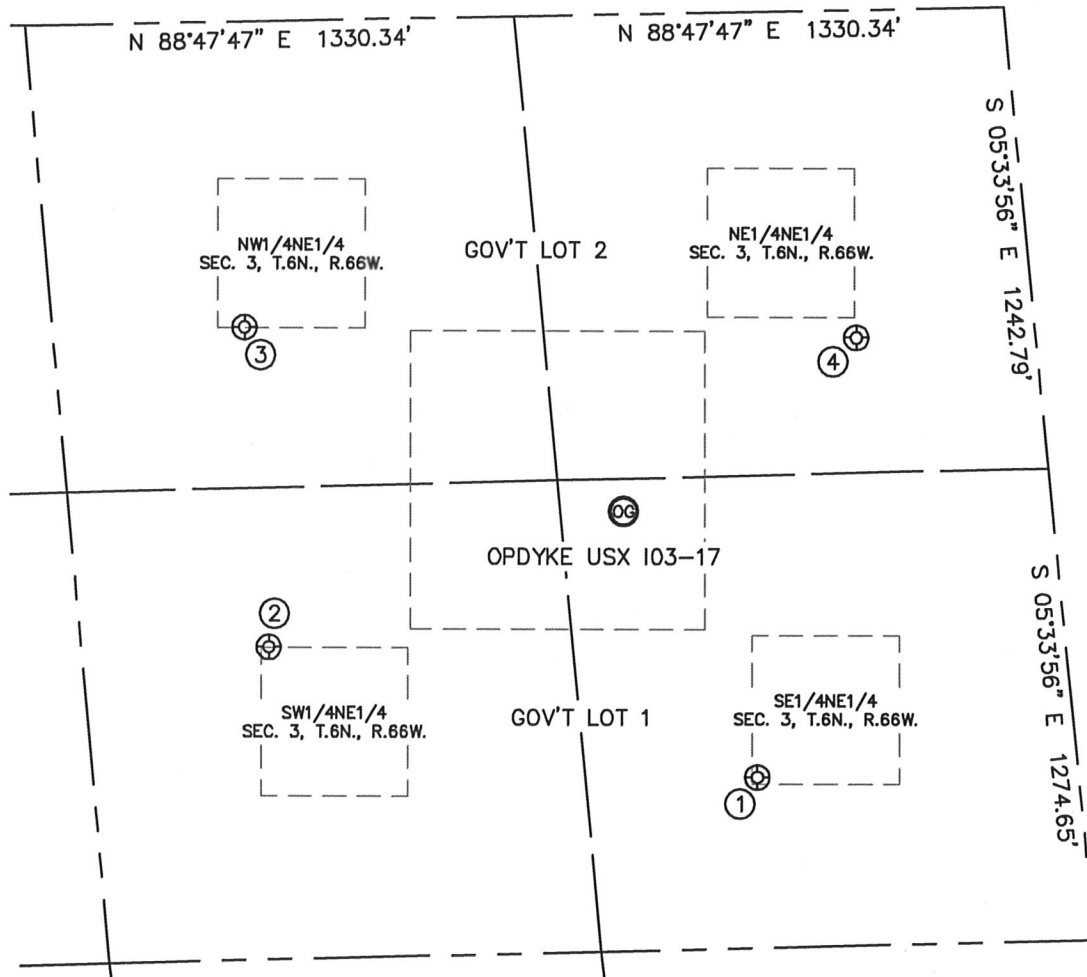 N 88°47'47" E 1330.34'
N 88°47'47" E 1330.34'
S 05°33'56" E 1242.79'
NW1/4NE1/4
SEC. 3, T.6N., R.66W.
GOV'T LOT 2
NE1/4NE1/4
SEC. 3, T.6N., R.66W.
3
4
OG
OPDYKE USX I03-17
S 05°33'56" E 1274.65'
2
SW1/4NE1/4
SEC. 3, T.6N., R.66W.
GOV'T LOT 1
SE1/4NE1/4
SEC. 3, T.6N., R.66W.
1